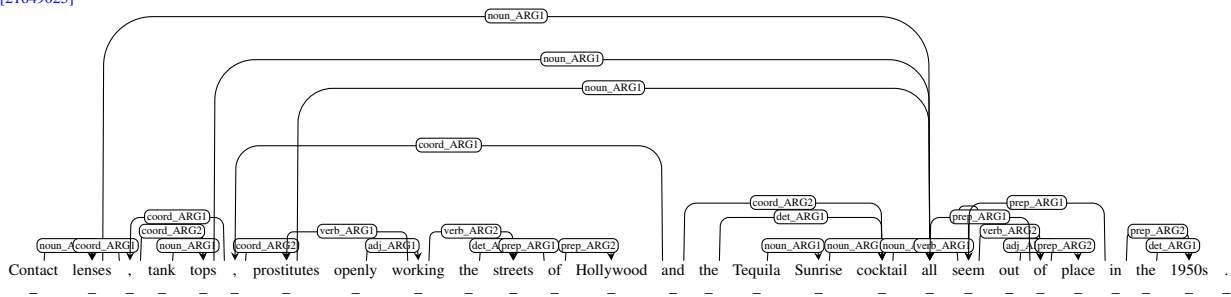 [21649025]
noun_ARG1
noun_ARG1
noun_ARG1
coord_ARG1
coord_ARG2 prep_ARG1
coord_ARG1 det_ARG1 prep_ARG1
coord_ARG2 verb_ARG1 verb_ARG2 verb_ARG2 prep_ARG2
coord_ARG1 noun_ARG1 coord_ARG2 prep_ARG1 prep_ARG2 noun_ARG1 verb_ARG1 prep_ARG2 det_ARG1
Contact lenses , tank tops , prostitutes openly working the streets of Hollywood and the Tequila Sunrise cocktail all seem out of place in the 1950s .